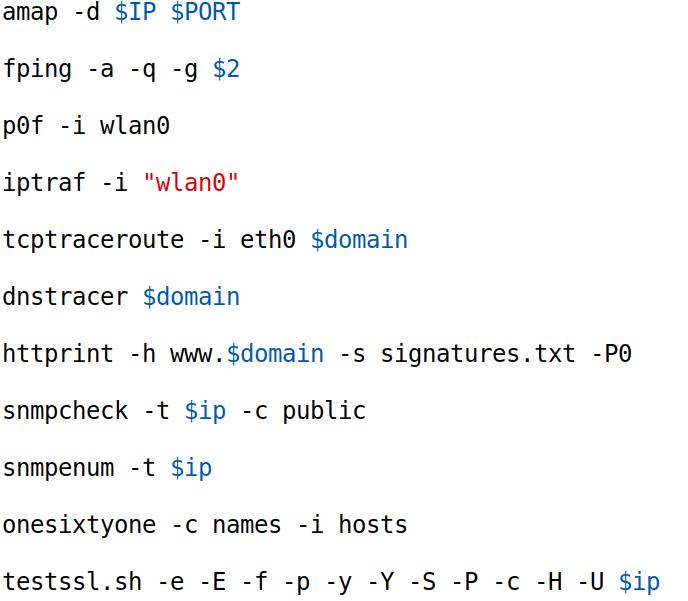 amap -d $IP $PORT
fping -a -q -g $2
p0f -i wlan0
iptraf -i "wlan0"
tcptraceroute -i eth0 $domain
dnstracer $domain
httprint -h www.$domain -s signatures.txt -P0
snmpcheck -t $ip -c public
snmpenum -t $ip
onesixtyone -c names -i hosts
testssl.sh -e -E -f -p -y -Y -S -P -c -H -U $ip